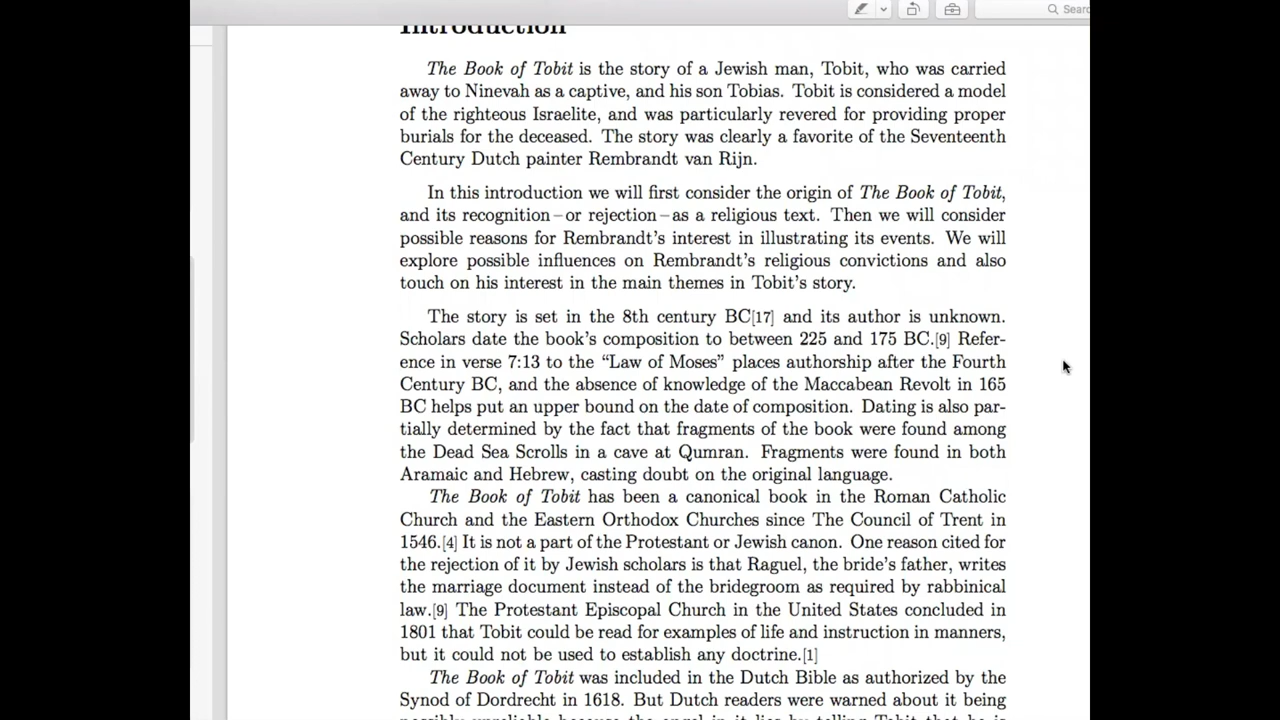 Sear
Introduction
The Book of Tobit is the story of a Jewish man, Tobit, who was carried
away to Ninevah as a captive, and his son Tobias. Tobit is considered a model
of the righteous Israelite, and was particularly revered for providing proper
burials for the deceased. The story was clearly a favorite of the Seventeenth
Century Dutch painter Rembrandt van Rijn.
In this introduction we will first consider the origin of The Book of Tobit,
and its recognition–or rejection–as a religious text. Then we will consider
possible reasons for Rembrandt's interest in illustrating its events. We will
explore possible influences on Rembrandt's religious convictions and also
touch on his interest in the main themes in Tobit's story.
The story is set in the 8th century BC[17] and its author is unknown.
Scholars date the book's composition to between 225 and 175 BC.[9] Refer-
ence in verse 7:13 to the “Law of Moses” places authorship after the Fourth
Century BC, and the absence of knowledge of the Maccabean Revolt in 165
BC helps put an upper bound on the date of composition. Dating is also par-
tially determined by the fact that fragments of the book were found among
the Dead Sea Scrolls in a cave at Qumran. Fragments were found in both
Aramaic and Hebrew, casting doubt on the original language.
The Book of Tobit has been a canonical book in the Roman Catholic
Church and the Eastern Orthodox Churches since The Council of Trent in
1546.[4] It is not a part of the Protestant or Jewish canon. One reason cited for
the rejection of it by Jewish scholars is that Raguel, the bride's father, writes
the marriage document instead of the bridegroom as required by rabbinical
law.[9] The Protestant Episcopal Church in the United States concluded in
1801 that Tobit could be read for examples of life and instruction in manners,
but it could not be used to establish any doctrine.[1]
The Book of Tobit was included in the Dutch Bible as authorized by the
Synod of Dordrecht in 1618. But Dutch readers were warned about it being
possibly unreliable because the angel in it lies by telling Tobit that he is